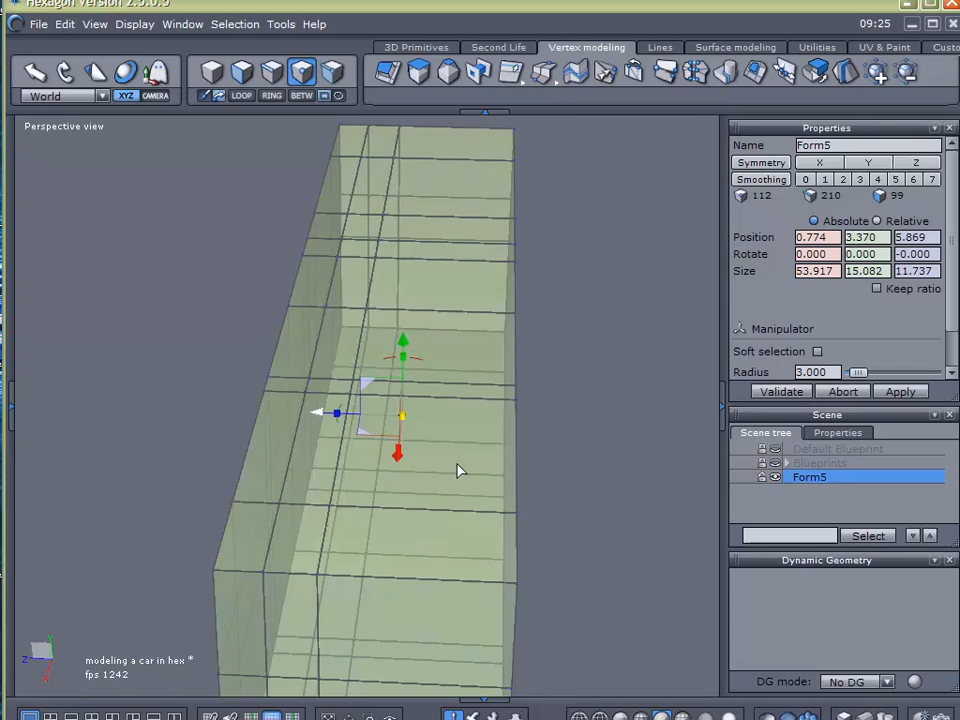 Hexagon Version 2.5.0.5
File Edit View Display Window Selection Tools Help 09:25
3D Primitives Second Life Vertex modeling Lines Surface modeling Utilities UV & Paint Custo
World XYZ CAMERA LOOP RING BETW
Perspective view
Properties
Name Form5
Symmetry X Y Z
Smoothing 0 1 2 3 4 5 6 7
112 210 99
Absolute Relative
Position 0.774 3.370 5.869
Rotate 0.000 0.000 -0.000
Size 53.917 15.082 11.737
Keep ratio
Manipulator
Soft selection
Radius 3.000
Validate Abort Apply
Scene
Scene tree Properties
Default Blueprint
Blueprints
Form5
Select
Dynamic Geometry
DG mode: No DG
Y
Z
X
modeling a car in hex *
fps 1242